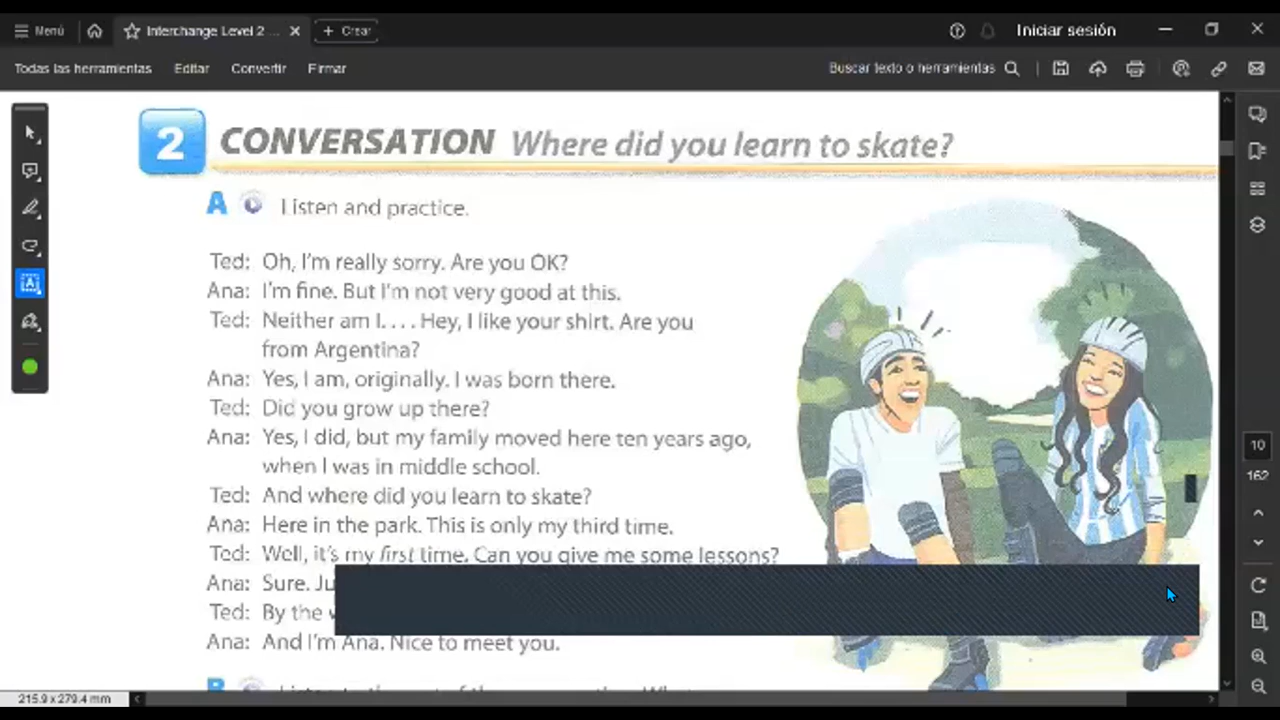 Menú
Interchange Level 2 ...
Crear
Iniciar sesión
Todas las herramientas
Editar
Convertir
Firmar
Buscar texto o herramientas
2 CONVERSATION Where did you learn to skate?
A Listen and practice.
Ted: Oh, I'm really sorry. Are you OK?
Ana: I'm fine. But I'm not very good at this.
Ted: Neither am I. . . . Hey, I like your shirt. Are you
from Argentina?
Ana: Yes, I am, originally. I was born there.
Ted: Did you grow up there?
Ana: Yes, I did, but my family moved here ten years ago,
when I was in middle school.
Ted: And where did you learn to skate?
Ana: Here in the park. This is only my third time.
Ted: Well, it's my first time. Can you give me some lessons?
Ana: Sure. Ju
Ted: By the
Ana: And I'm Ana. Nice to meet you.
B
10
162
215.9 x 279.4 mm